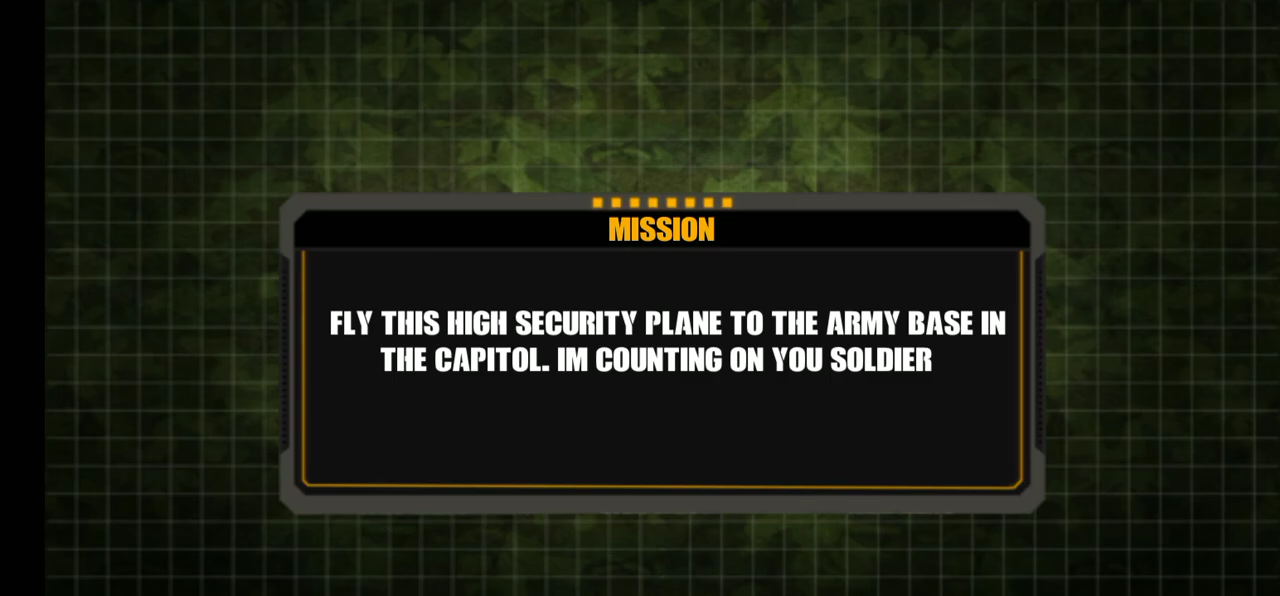 MISSION
FLY THIS HIGH SECURITY PLANE TO THE ARMY BASE IN
THE CAPITOL. IM COUNTING ON YOU SOLDIER